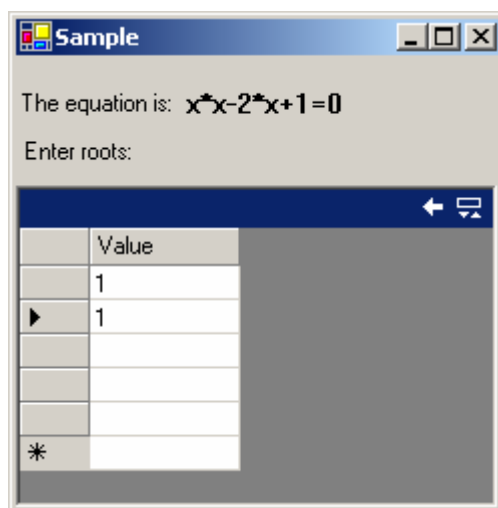 Sample
The equation is: x*x-2*x+1=0
Enter roots:
Value
1
1